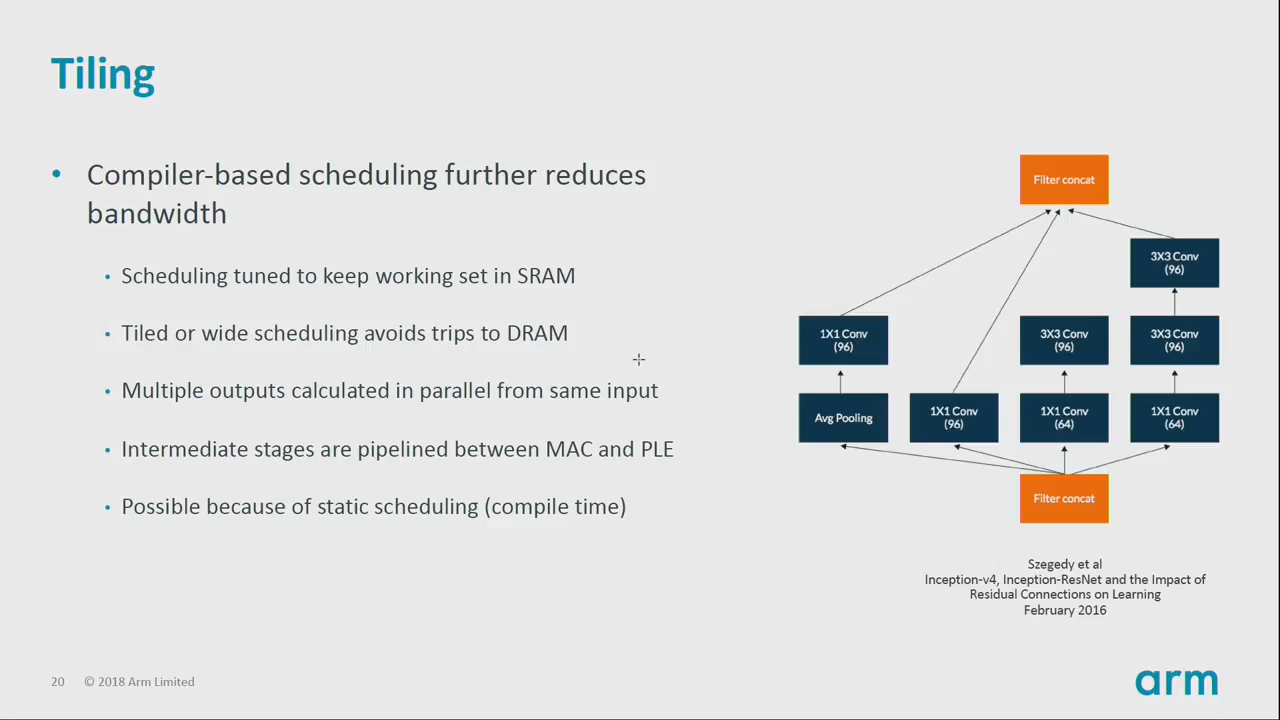 Tiling
• Compiler-based scheduling further reduces
bandwidth
• Scheduling tuned to keep working set in SRAM
• Tiled or wide scheduling avoids trips to DRAM
• Multiple outputs calculated in parallel from same input
• Intermediate stages are pipelined between MAC and PLE
• Possible because of static scheduling (compile time)
Filter concat
3X3 Conv
(96)
1X1 Conv
(96)
3X3 Conv
(96)
3X3 Conv
(96)
Avg Pooling
1X1 Conv
(96)
1X1 Conv
(64)
1X1 Conv
(64)
Filter concat
Szegedy et al
Inception-v4, Inception-ResNet and the Impact of
Residual Connections on Learning
February 2016
20 © 2018 Arm Limited
arm